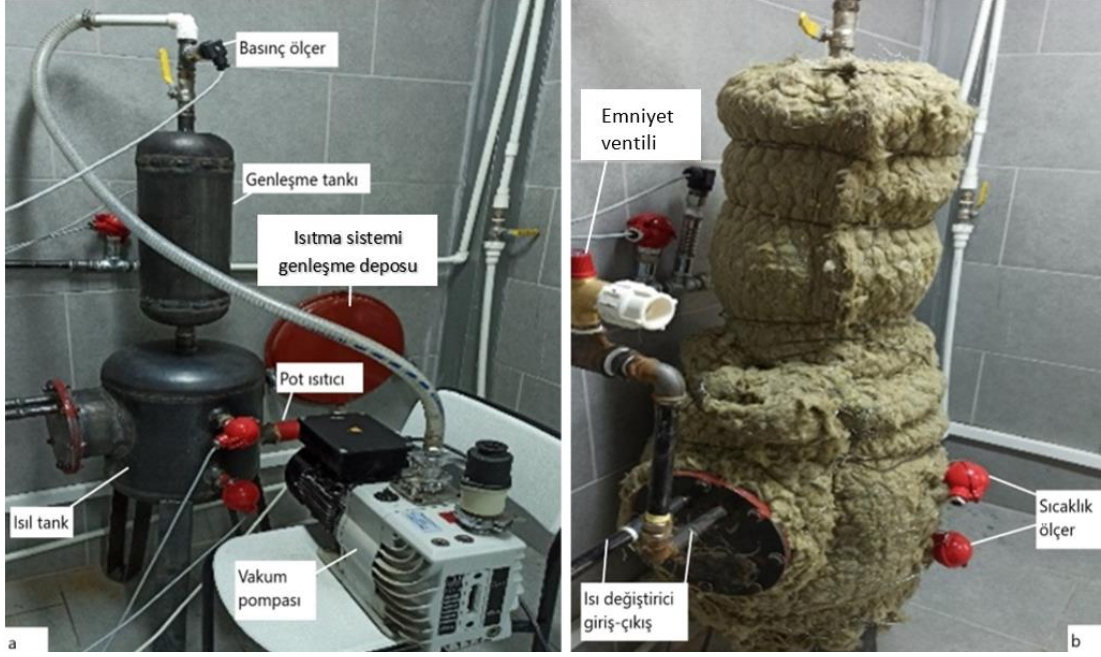 Basınç ölçer
Genleşme tankı
Isıtma sistemi
genleşme deposu
Pot ısıtıcı
Isıl tank
Vakum
pompası
a
Emniyet
ventili
Sıcaklık
ölçer
Isı değiştirici
giriş-çıkış
b